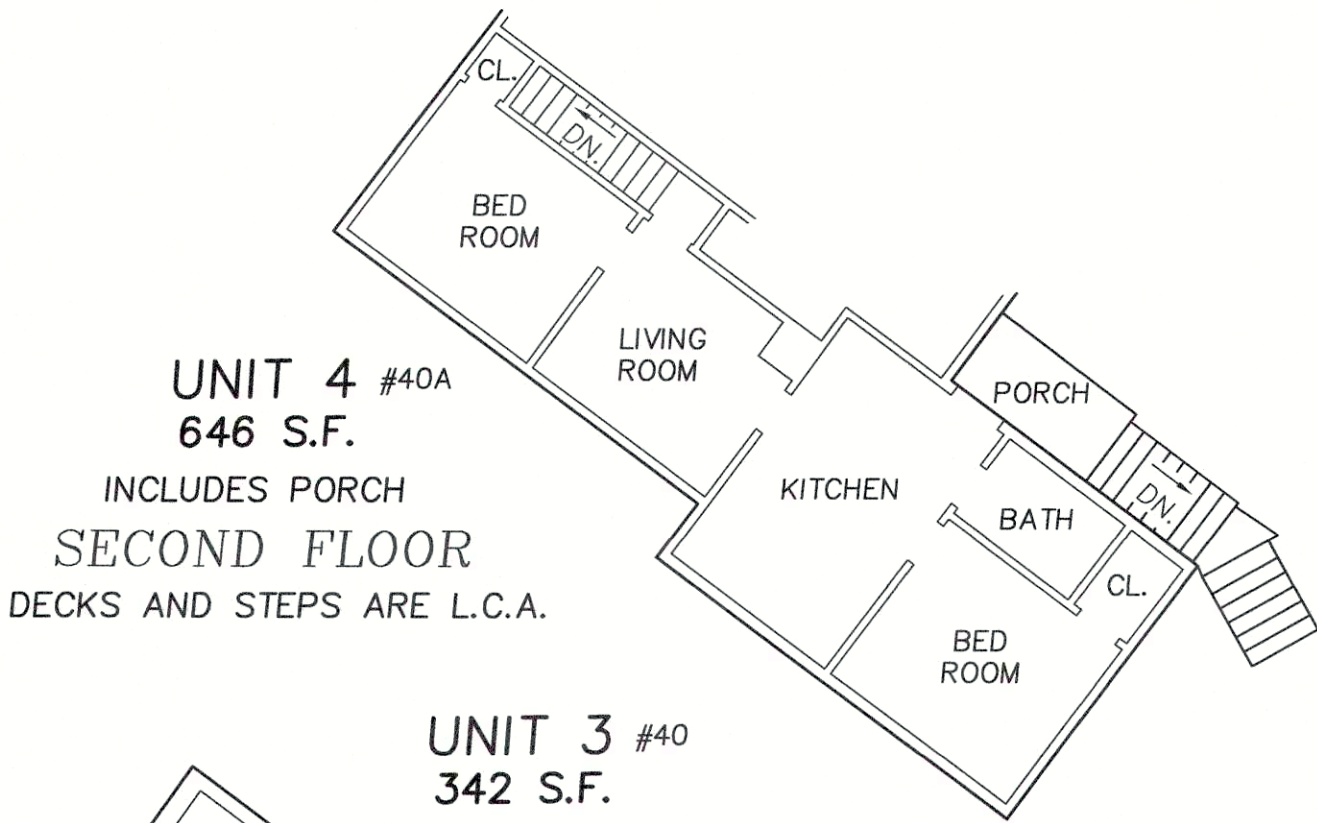 CL.
DN.
BED
ROOM
LIVING
ROOM
UNIT 4 #40A
646 S.F.
INCLUDES PORCH
SECOND FLOOR
DECKS AND STEPS ARE L.C.A.
PORCH
KITCHEN
BATH
DN.
CL.
BED
ROOM
UNIT 3 #40
342 S.F.